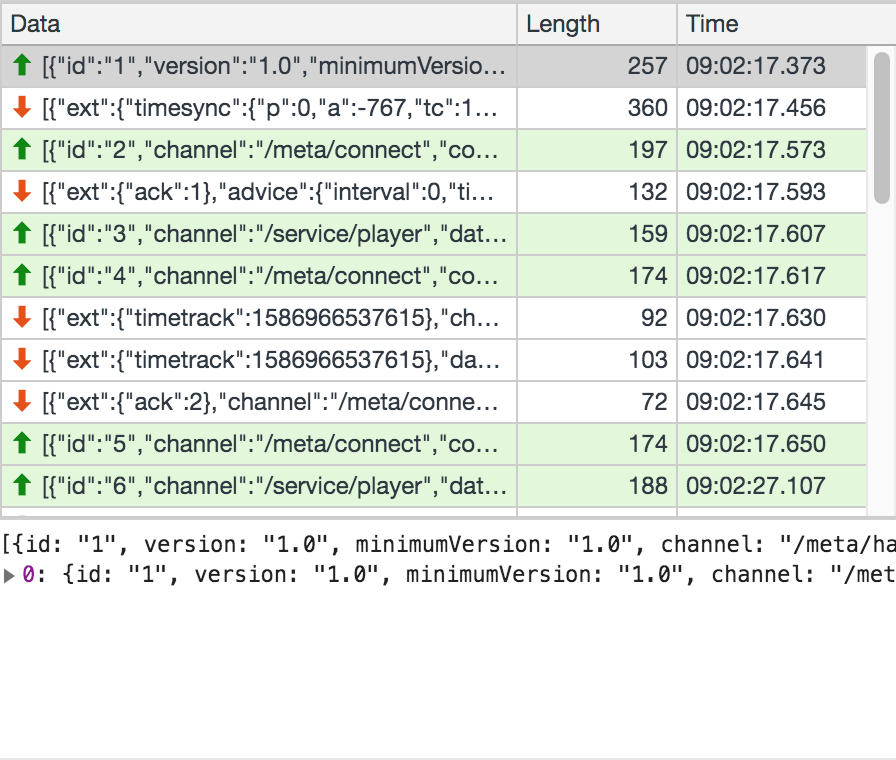 Data Length Time
[{"id":"1","version":"1.0","minimumVersio… 257 09:02:17.373
[{"ext":{"timesync":{"p":0,"a":-767,"tc":1… 360 09:02:17.456
[{"id":"2","channel":"/meta/connect","co… 197 09:02:17.573
[{"ext":{"ack":1},"advice":{"interval":0,"ti… 132 09:02:17.593
[{"id":"3","channel":"/service/player","dat… 159 09:02:17.607
[{"id":"4","channel":"/meta/connect","co… 174 09:02:17.617
[{"ext":{"timetrack":1586966537615},"ch… 92 09:02:17.630
[{"ext":{"timetrack":1586966537615},"da… 103 09:02:17.641
[{"ext":{"ack":2},"channel":"/meta/conne… 72 09:02:17.645
[{"id":"5","channel":"/meta/connect","co… 174 09:02:17.650
[{"id":"6","channel":"/service/player","dat… 188 09:02:27.107
[{id: "1", version: "1.0", minimumVersion: "1.0", channel: "/meta/ha
0: {id: "1", version: "1.0", minimumVersion: "1.0", channel: "/met